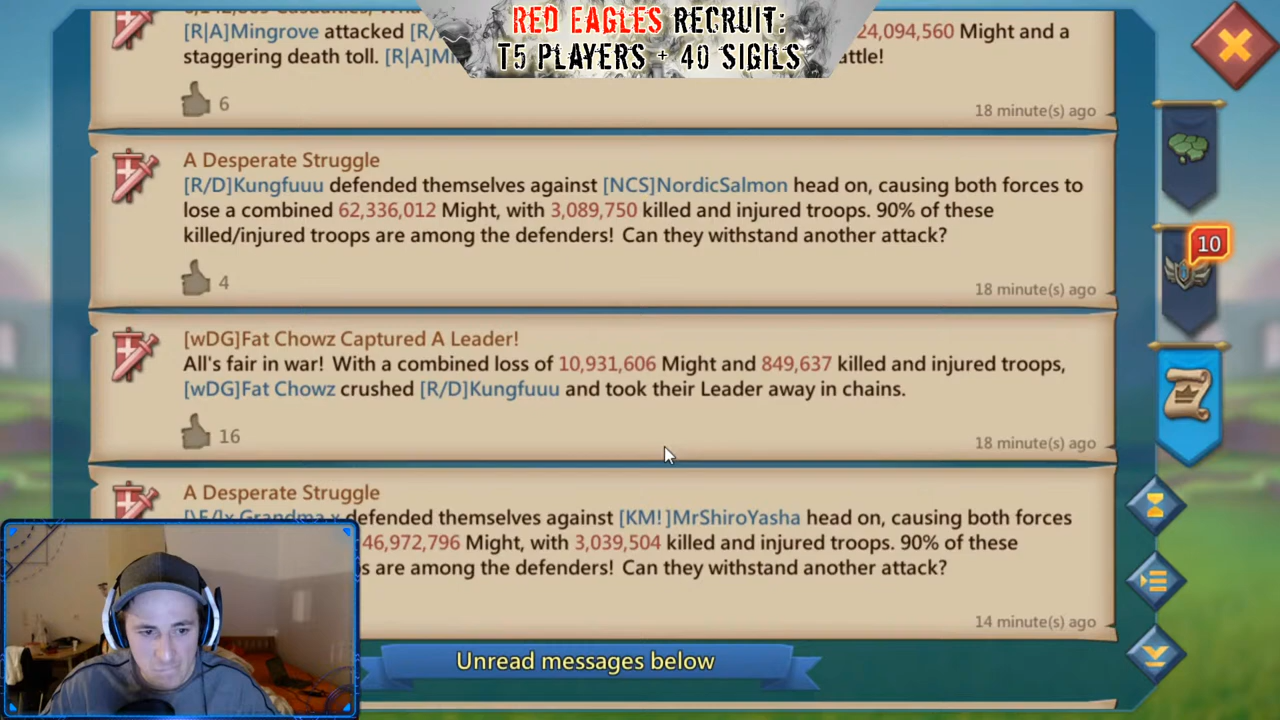 RED EAGLES RECRUIT:
T5 PLAYERS + 40 SIGILS
[R|A]Mingrove attacked [R/ 24,094,560 Might and a
staggering death toll. [R|A]Mi attle!
6
18 minute(s) ago
A Desperate Struggle
[R/D]Kungfuuu defended themselves against [NCS]NordicSalmon head on, causing both forces to
lose a combined 62,336,012 Might, with 3,089,750 killed and injured troops. 90% of these
killed/injured troops are among the defenders! Can they withstand another attack?
4
18 minute(s) ago
10
[wDG]Fat Chowz Captured A Leader!
All's fair in war! With a combined loss of 10,931,606 Might and 849,637 killed and injured troops,
[wDG]Fat Chowz crushed [R/D]Kungfuuu and took their Leader away in chains.
16
18 minute(s) ago
A Desperate Struggle
defended themselves against [KM!]MrShiroYasha head on, causing both forces
46,972,796 Might, with 3,039,504 killed and injured troops. 90% of these
s are among the defenders! Can they withstand another attack?
14 minute(s) ago
Unread messages below